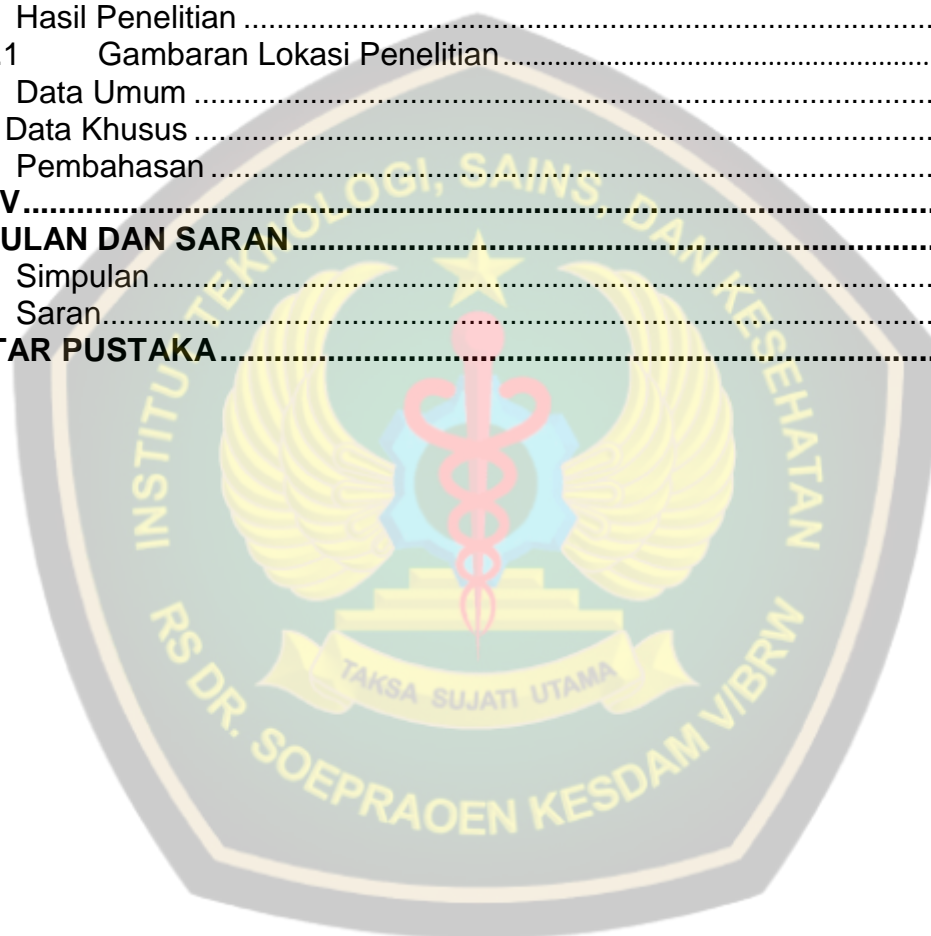 Hasil Penelitian ........................................................................
.1 Gambaran Lokasi Penelitian ........................................................
Data Umum ........................................................................
Data Khusus ........................................................................
Pembahasan ........................................................................
V ........................................................................
ULAN DAN SARAN ........................................................................
Simpulan ........................................................................
Saran ........................................................................
TAR PUSTAKA ........................................................................
INSTITU TEKNOLOGI, SAINS, DAN KESEHATAN
TAKSA SUJATI UTAMA
RS DR. SOEPRAOEN KESDAM V/BRW